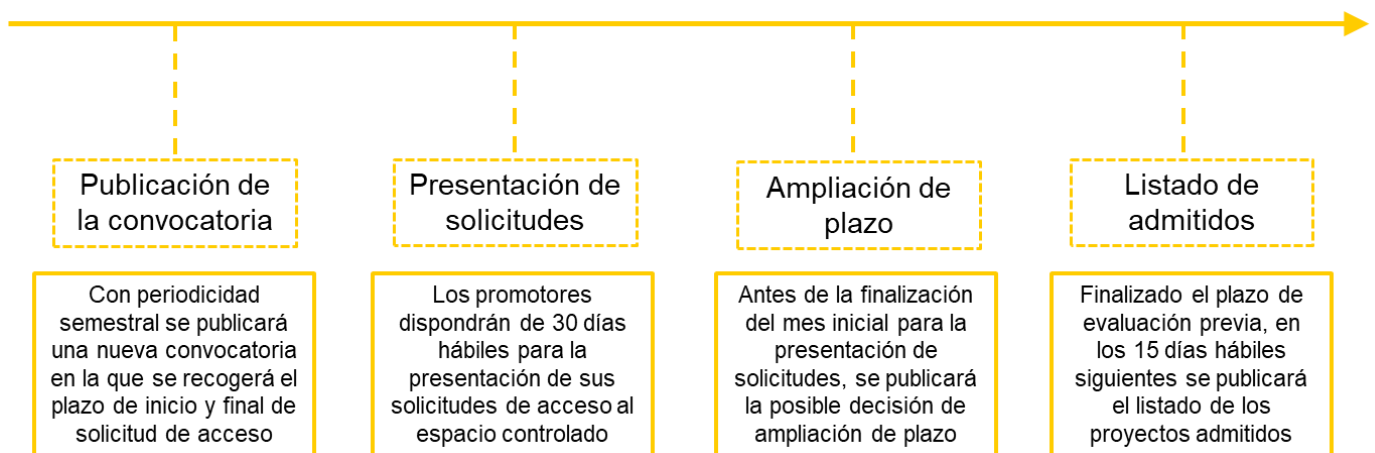 Publicación de
la convocatoria
Presentación de
solicitudes
Ampliación de
plazo
Listado de
admitidos
Con periodicidad
semestral se publicará
una nueva convocatoria
en la que se recogerá el
plazo de inicio y final de
solicitud de acceso
Los promotores
dispondrán de 30 días
hábiles para la
presentación de sus
solicitudes de acceso al
espacio controlado
Antes de la finalización
del mes inicial para la
presentación de
solicitudes, se publicará
la posible decisión de
ampliación de plazo
Finalizado el plazo de
evaluación previa, en
los 15 días hábiles
siguientes se publicará
el listado de los
proyectos admitidos